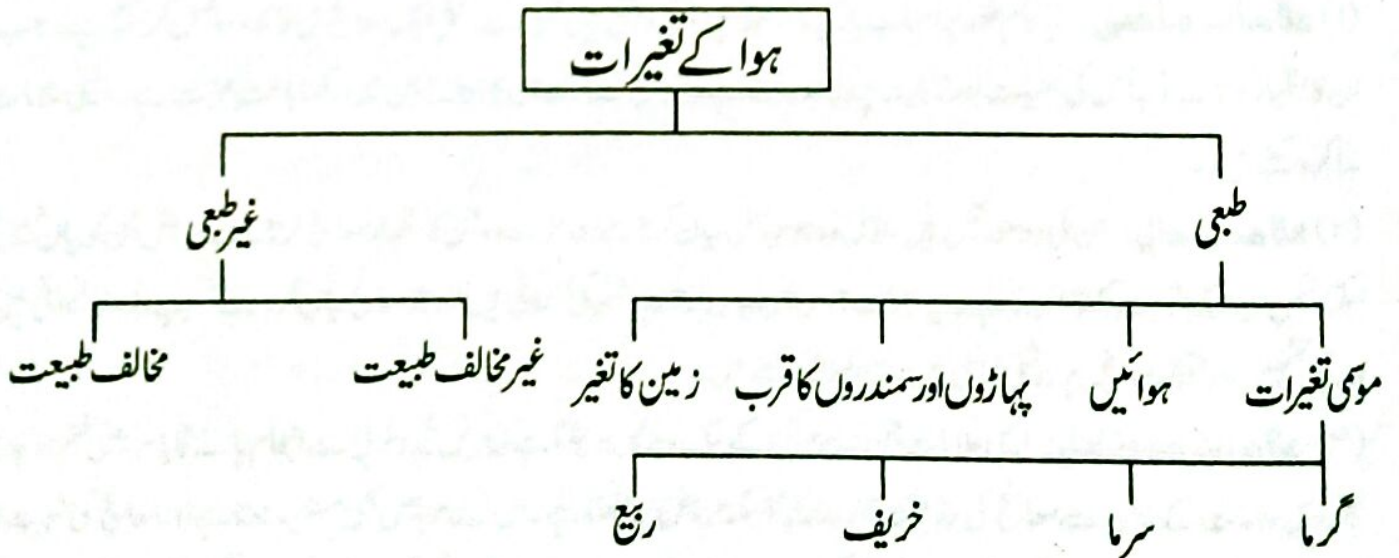 ہوا کے تغیرات
طبعی غیر طبعی
موسمی تغیرات ہوائیں پہاڑوں اور سمندروں کا قرب زمین کا تغیر غیر مخالف طبیعت مخالف طبیعت
گرما سرما خریف ربیع